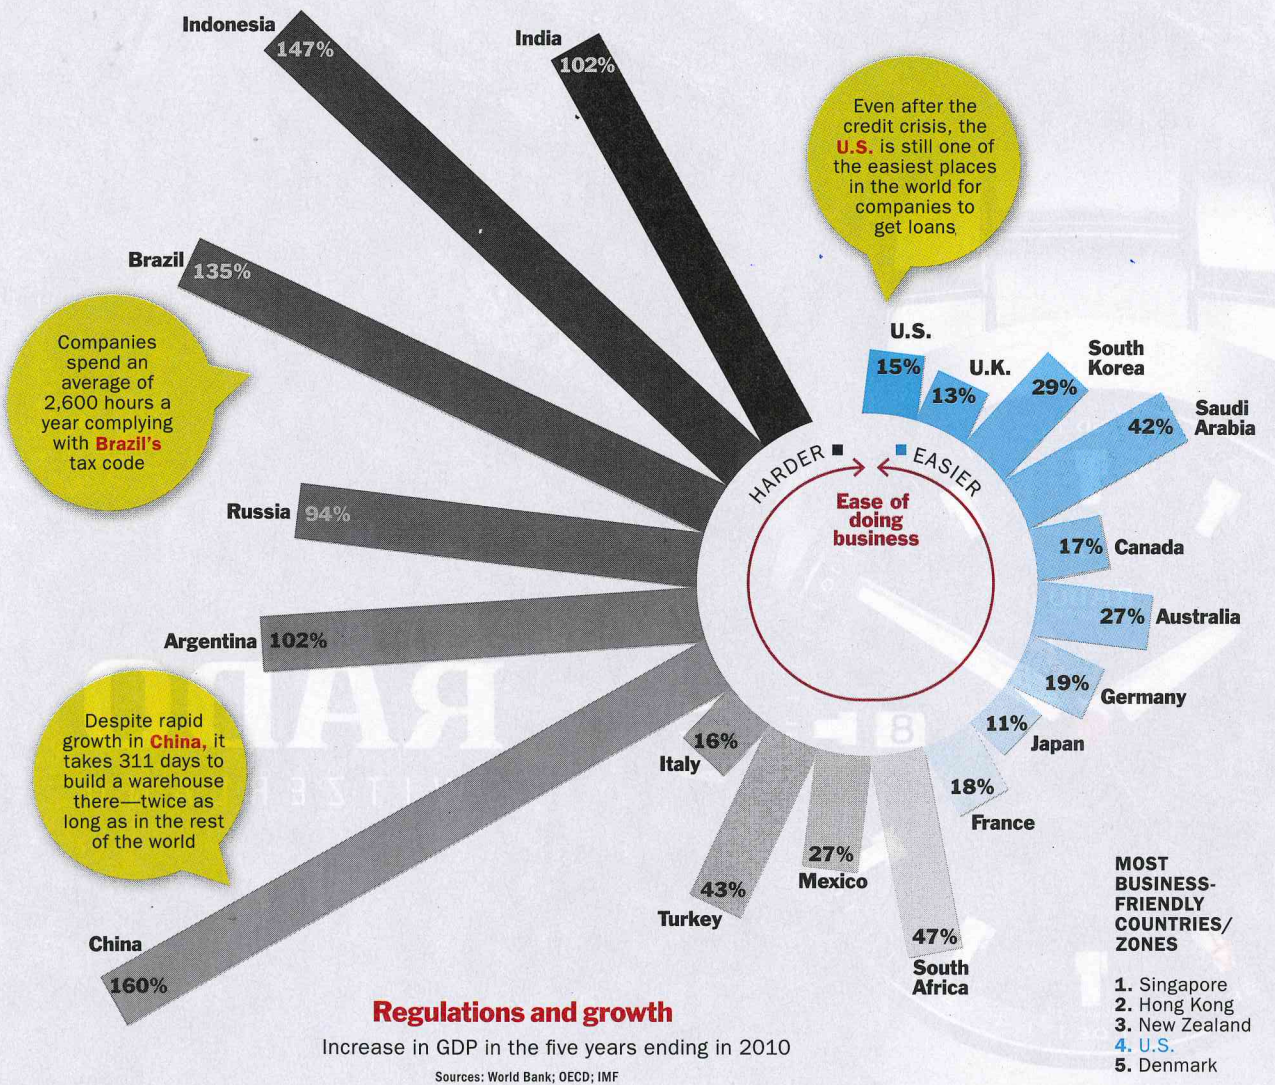 Indonesia
147%
India
102%
Even after the
credit crisis, the
U.S. is still one of
the easiest places
in the world for
companies to
get loans
Brazil
135%
Companies
spend an
average of
2,600 hours a
year complying
with Brazil's
tax code
U.S.
15%
U.K.
13%
South
Korea
29%
Saudi
Arabia
42%
HARDER
EASIER
Ease of
doing
business
Russia
94%
17%
Canada
Argentina
102%
27%
Australia
19%
Germany
11%
Japan
18%
France
Despite rapid
growth in China, it
takes 311 days to
build a warehouse
there—twice as
long as in the rest
of the world
16%
Italy
43%
Turkey
27%
Mexico
47%
South
Africa
China
160%
Regulations and growth
Increase in GDP in the five years ending in 2010
Sources: World Bank; OECD; IMF
MOST
BUSINESS-
FRIENDLY
COUNTRIES/
ZONES
1. Singapore
2. Hong Kong
3. New Zealand
4. U.S.
5. Denmark